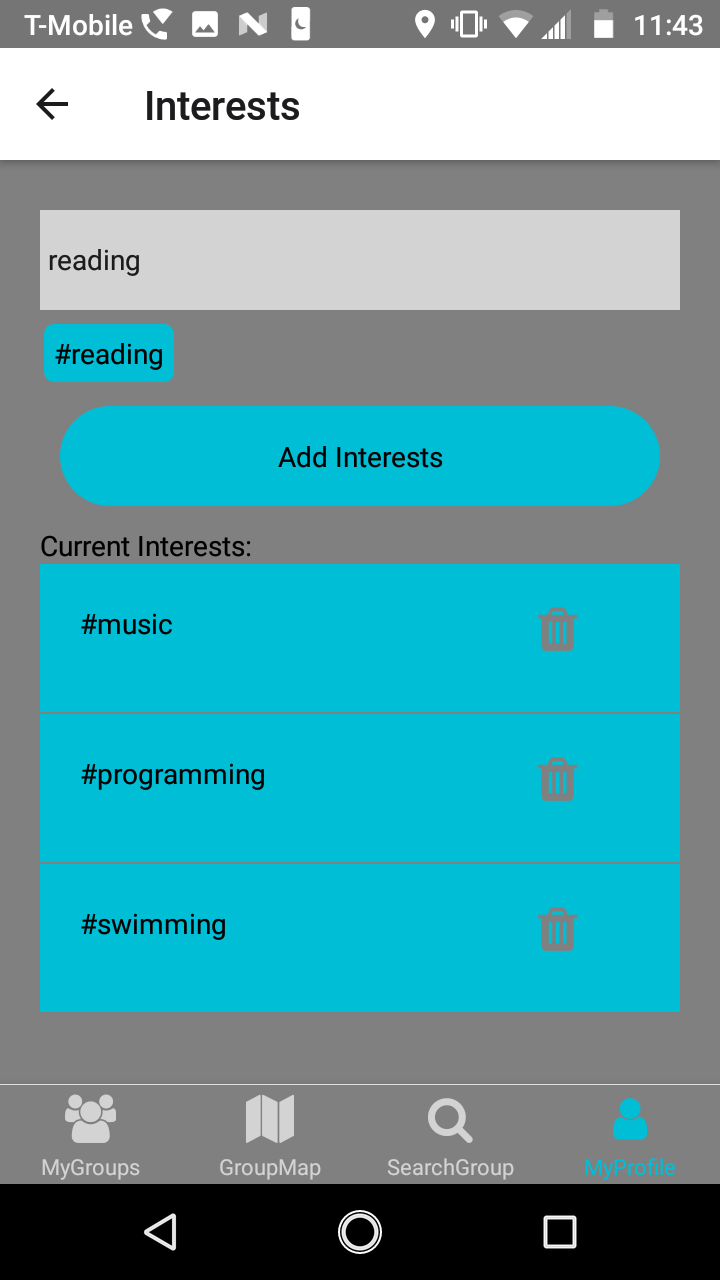 T-Mobile 11:43
Interests
reading
#reading
Add Interests
Current Interests:
#music
#programming
#swimming
MyGroups GroupMap SearchGroup MyProfile